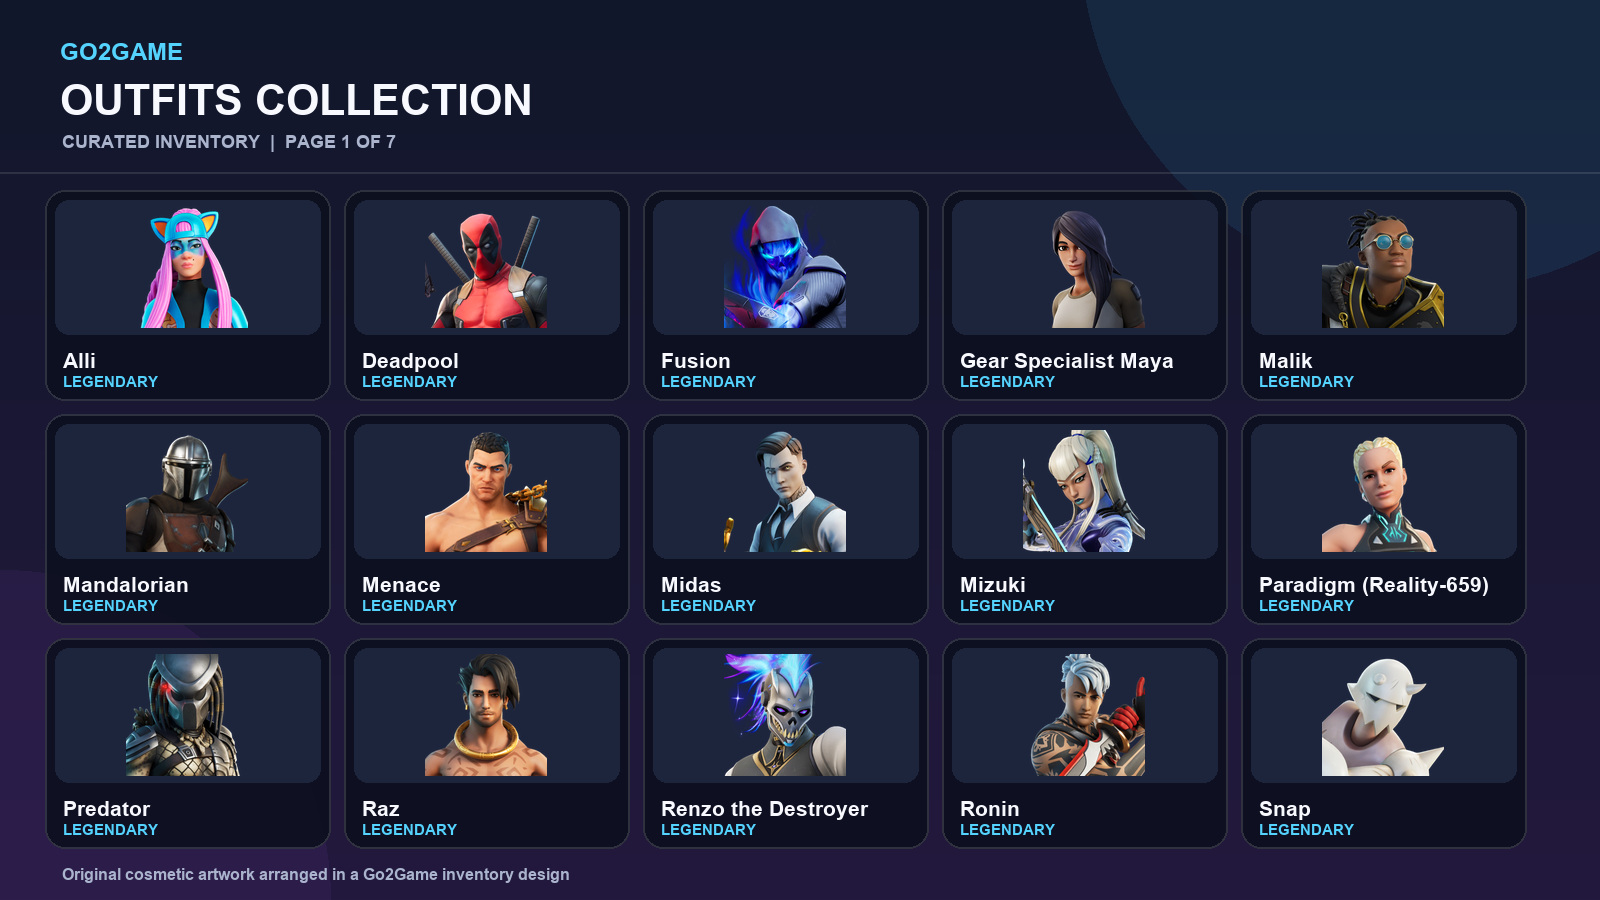 GO2GAME
OUTFITS COLLECTION
CURATED INVENTORY | PAGE 1 OF 7
Alli
LEGENDARY
Deadpool
LEGENDARY
Fusion
LEGENDARY
Gear Specialist Maya
LEGENDARY
Malik
LEGENDARY
Mandalorian
LEGENDARY
Menace
LEGENDARY
Midas
LEGENDARY
Mizuki
LEGENDARY
Paradigm (Reality-659)
LEGENDARY
Predator
LEGENDARY
Raz
LEGENDARY
Renzo the Destroyer
LEGENDARY
Ronin
LEGENDARY
Snap
LEGENDARY
Original cosmetic artwork arranged in a Go2Game inventory design